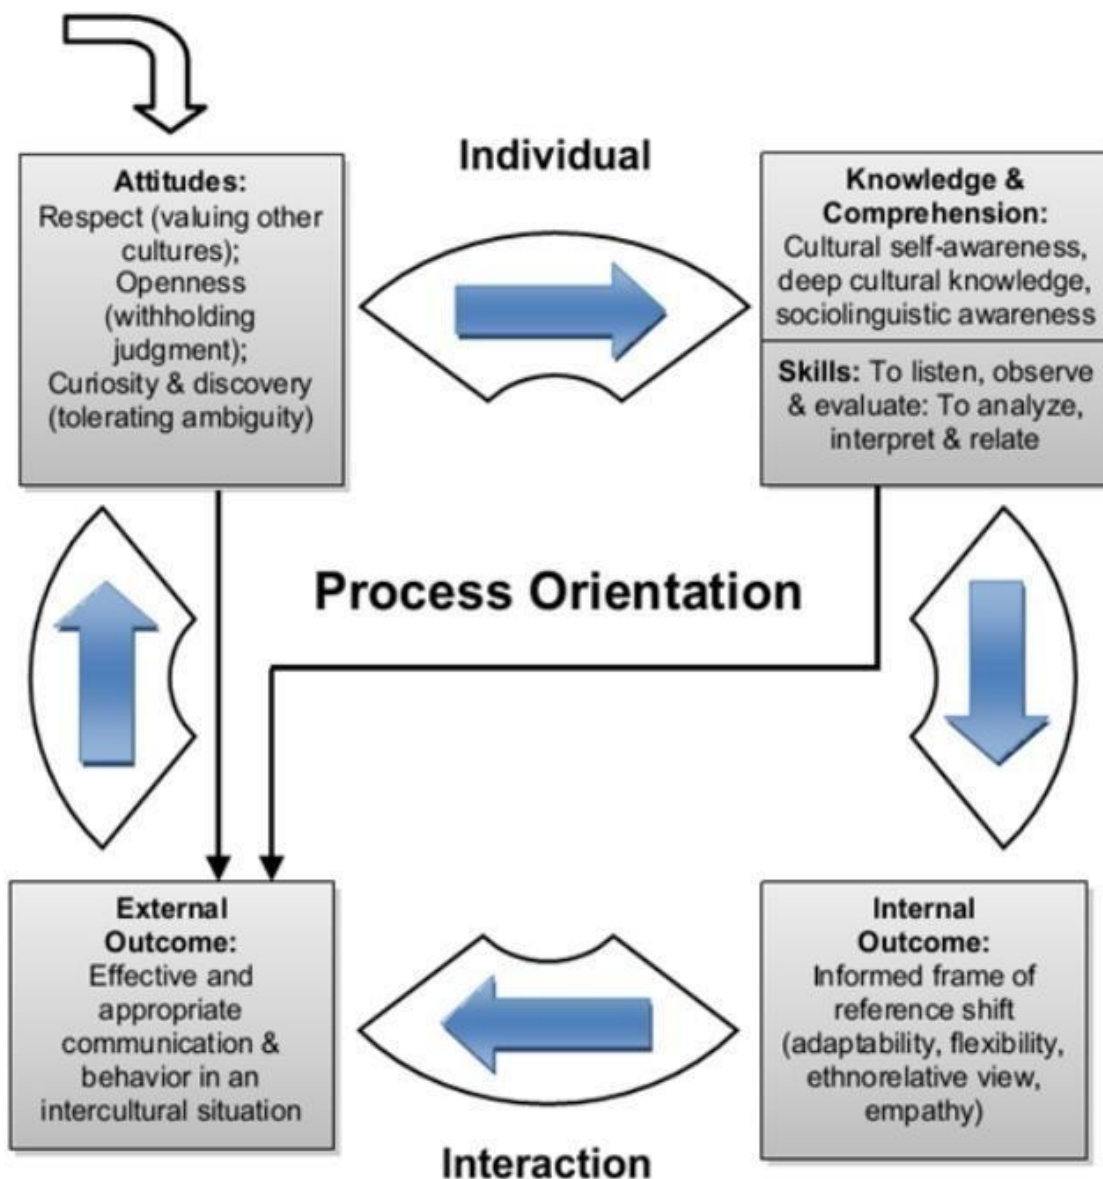 Individual
Attitudes:
Respect (valuing other
cultures);
Openness
(withholding
judgment);
Curiosity & discovery
(tolerating ambiguity)
Knowledge &
Comprehension:
Cultural self-awareness,
deep cultural knowledge,
sociolinguistic awareness
Skills: To listen, observe
& evaluate: To analyze,
interpret & relate
Process Orientation
External
Outcome:
Effective and
appropriate
communication &
behavior in an
intercultural situation
Internal
Outcome:
Informed frame of
reference shift
(adaptability, flexibility,
ethnorelative view,
empathy)
Interaction